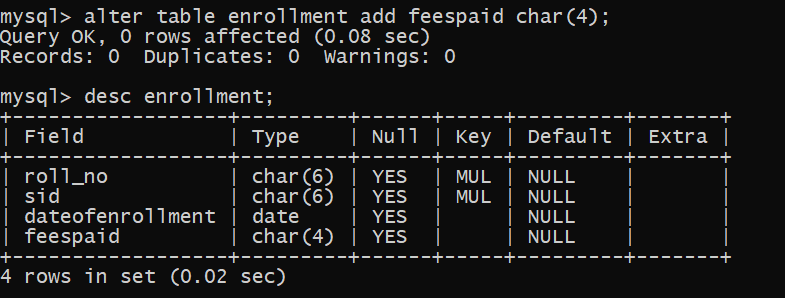 mysql> alter table enrollment add feespaid char(4);
Query OK, 0 rows affected (0.08 sec)
Records: 0  Duplicates: 0  Warnings: 0

mysql> desc enrollment;
+------------------+---------+------+-----+---------+-------+
| Field            | Type    | Null | Key | Default | Extra |
+------------------+---------+------+-----+---------+-------+
| roll_no          | char(6) | YES  | MUL | NULL    |       |
| sid              | char(6) | YES  | MUL | NULL    |       |
| dateofenrollment | date    | YES  |     | NULL    |       |
| feespaid         | char(4) | YES  |     | NULL    |       |
+------------------+---------+------+-----+---------+-------+
4 rows in set (0.02 sec)